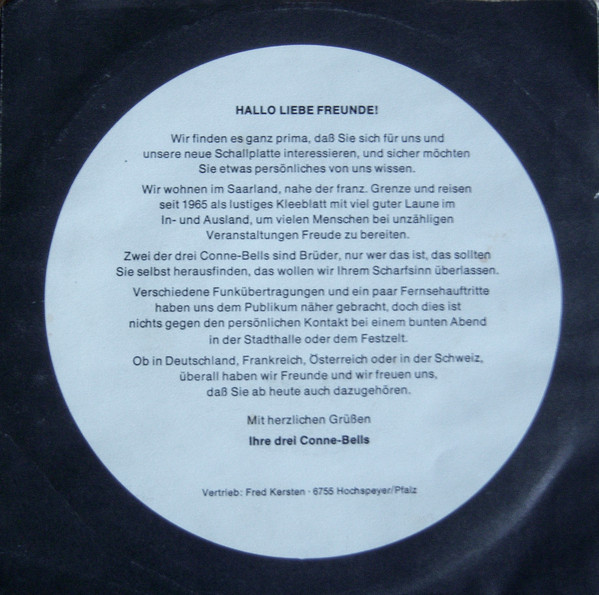 HALLO LIEBE FREUNDE!
Wir finden es ganz prima, daß Sie sich für uns und
unsere neue Schallplatte interessieren, und sicher möchten
Sie etwas persönliches von uns wissen.
Wir wohnen im Saarland, nahe der franz. Grenze und reisen
seit 1965 als lustiges Kleeblatt mit viel guter Laune im
In- und Ausland, um vielen Menschen bei unzähligen
Veranstaltungen Freude zu bereiten.
Zwei der drei Conne-Bells sind Brüder, nur wer das ist, das sollten
Sie selbst herausfinden, das wollen wir Ihrem Scharfsinn überlassen.
Verschiedene Funkübertragungen und ein paar Fernsehauftritte
haben uns dem Publikum näher gebracht, doch dies ist
nichts gegen den persönlichen Kontakt bei einem bunten Abend
in der Stadthalle oder dem Festzelt.
Ob in Deutschland, Frankreich, Österreich oder in der Schweiz,
überall haben wir Freunde und wir freuen uns,
daß Sie ab heute auch dazugehören.
Mit herzlichen Grüßen
Ihre drei Conne-Bells
Vertrieb: Fred Kersten · 6755 Hochspeyer/Pfalz